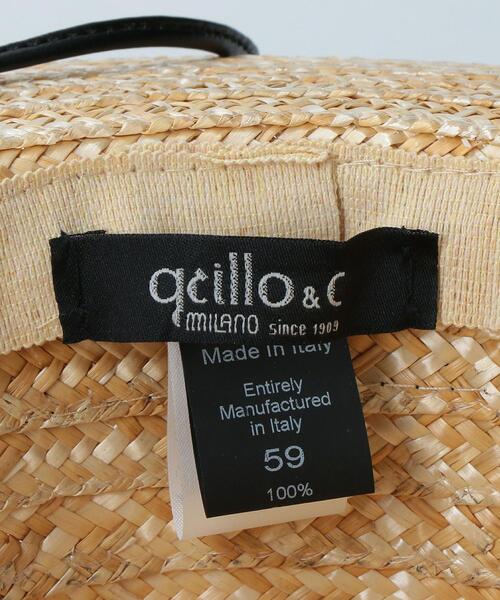 qcillo & C
MILANO since 1909
Made in Italy
Entirely
Manufactured
in Italy
59
100%